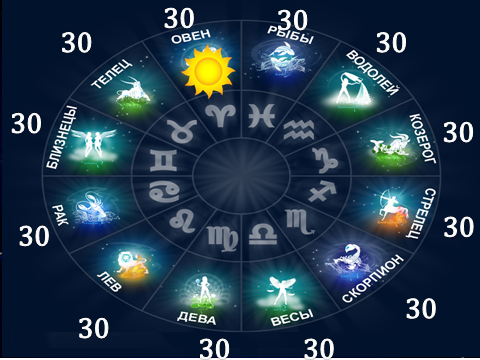 30
30
30
30
ОВЕН
РЫБЫ
ТЕЛЕЦ
ВОДОЛЕЙ
30
БЛИЗНЕЦЫ
КОЗЕРОГ
30
РАК
СТРЕЛЕЦ
30
30
ЛЕВ
СКОРПИОН
ДЕВА
ВЕСЫ
30
30
30
30